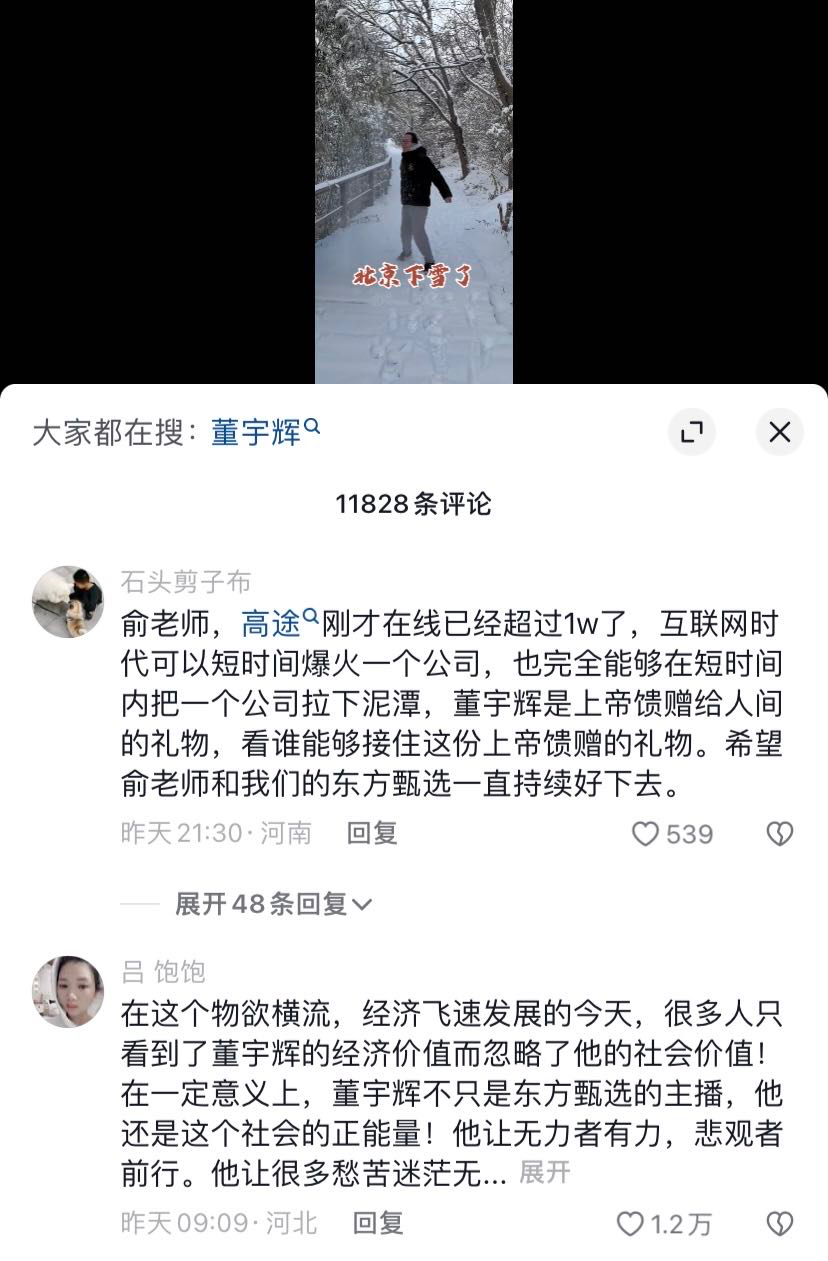 北京下雪了
大家都在搜：董宇辉
11828条评论
石头剪子布
俞老师，高途刚才在线已经超过1w了，互联网时
代可以短时间爆火一个公司，也完全能够在短时间
内把一个公司拉下泥潭，董宇辉是上帝馈赠给人间
的礼物，看谁能够接住这份上帝馈赠的礼物。希望
俞老师和我们的东方甄选一直持续好下去。
昨天21:30·河南 回复 539
展开48条回复
吕 饱饱
在这个物欲横流，经济飞速发展的今天，很多人只
看到了董宇辉的经济价值而忽略了他的社会价值！
在一定意义上，董宇辉不只是东方甄选的主播，他
还是这个社会的正能量！他让无力者有力，悲观者
前行。他让很多愁苦迷茫无... 展开
昨天09:09·河北 回复 1.2万